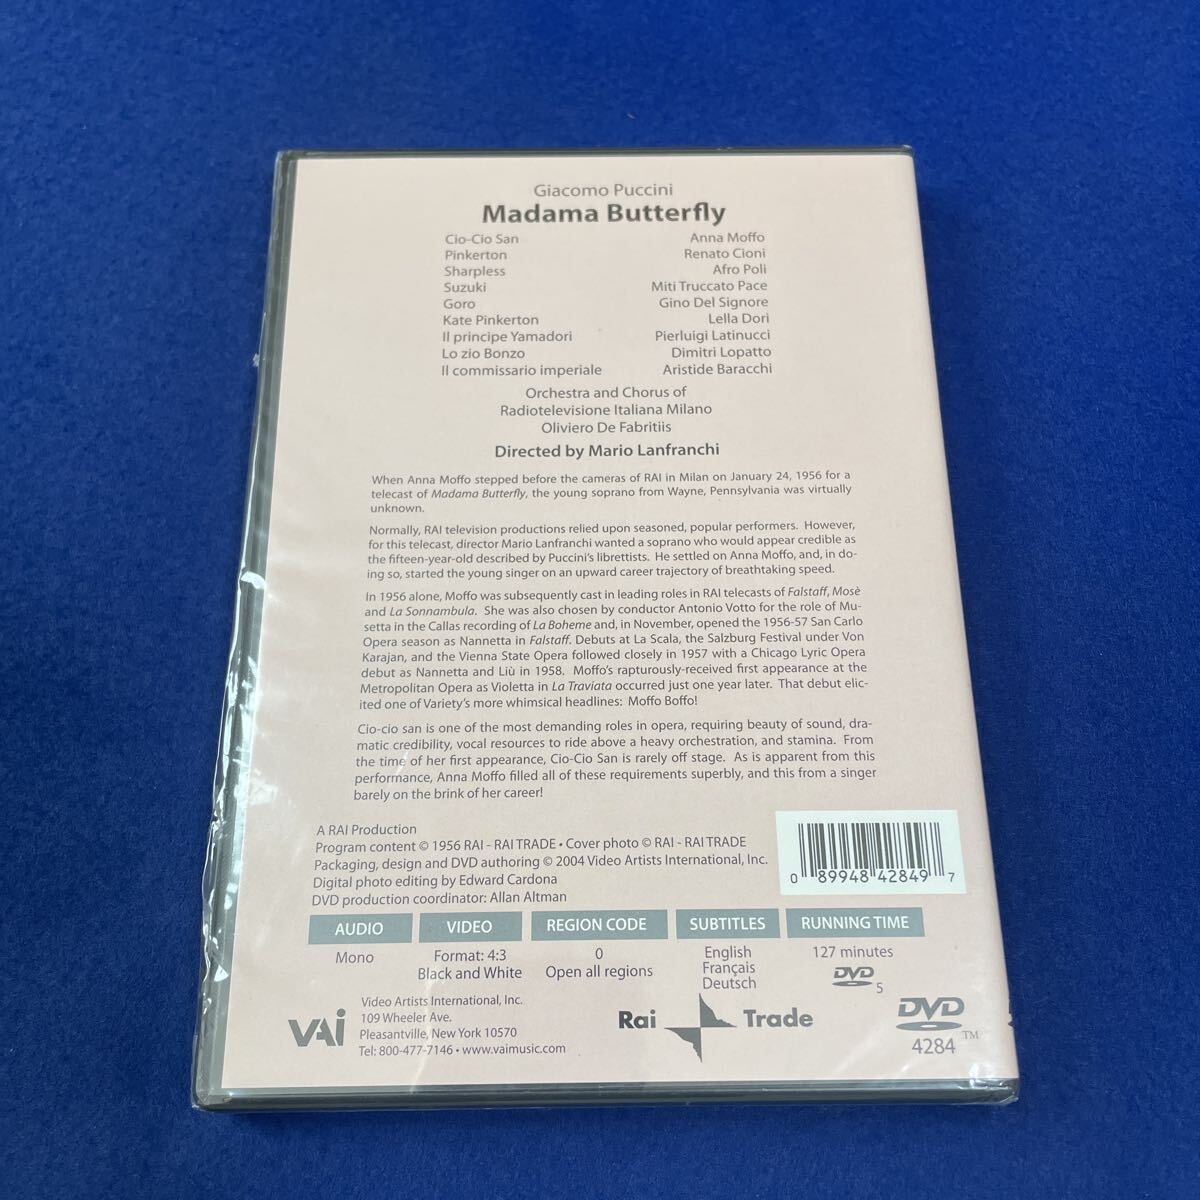 Giacomo Puccini
Madama Butterfly
Cio-Cio San Anna Moffo
Pinkerton Renato Cioni
Sharpless Afro Poli
Suzuki Miti Truccato Pace
Goro Gino Del Signore
Kate Pinkerton Lella Dori
Il principe Yamadori Pierluigi Latinucci
Lo zio Bonzo Dimitri Lopatto
Il commissario imperiale Aristide Baracchi
Orchestra and Chorus of
Radiotelevisione Italiana Milano
Oliviero De Fabritiis
Directed by Mario Lanfranchi
When Anna Moffo stepped before the cameras of RAI in Milan on January 24, 1956 for a
telecast of Madama Butterfly, the young soprano from Wayne, Pennsylvania was virtually
unknown.
Normally, RAI television productions relied upon seasoned, popular performers. However,
for this telecast, director Mario Lanfranchi wanted a soprano who would appear credible as
the fifteen-year-old described by Puccini's librettists. He settled on Anna Moffo, and, in do-
ing so, started the young singer on an upward career trajectory of breathtaking speed.
In 1956 alone, Moffo was subsequently cast in leading roles in RAI telecasts of Falstaff, Mosè
and La Sonnambula. She was also chosen by conductor Antonio Votto for the role of Mu-
setta in the Callas recording of La Boheme and, in November, opened the 1956-57 San Carlo
Opera season as Nannetta in Falstaff. Debuts at La Scala, the Salzburg Festival under Von
Karajan, and the Vienna State Opera followed closely in 1957 with a Chicago Lyric Opera
debut as Nannetta and Liù in 1958. Moffo's rapturously-received first appearance at the
Metropolitan Opera as Violetta in La Traviata occurred just one year later. That debut elic-
ited one of Variety's more whimsical headlines: Moffo Boffo!
Cio-cio san is one of the most demanding roles in opera, requiring beauty of sound, dra-
matic credibility, vocal resources to ride above a heavy orchestration, and stamina. From
the time of her first appearance, Cio-Cio San is rarely off stage. As is apparent from this
performance, Anna Moffo filled all of these requirements superbly, and this from a singer
barely on the brink of her career!
A RAI Production
Program content © 1956 RAI - RAI TRADE • Cover photo © RAI - RAI TRADE
Packaging, design and DVD authoring © 2004 Video Artists International, Inc.
Digital photo editing by Edward Cardona
DVD production coordinator: Allan Altman
0 89948 42849 7
AUDIO VIDEO REGION CODE SUBTITLES RUNNING TIME
Mono Format: 4:3 0 English 127 minutes
Black and White Open all regions Français
Deutsch
DVD 5
VAI
Video Artists International, Inc.
109 Wheeler Ave.
Pleasantville, New York 10570
Tel: 800-477-7146 • www.vaimusic.com
Rai Trade
DVD TM
4284